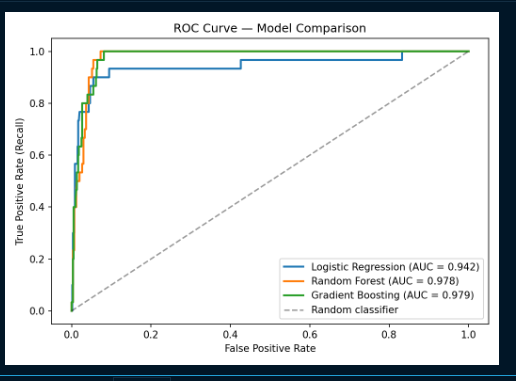 ROC Curve — Model Comparison
True Positive Rate (Recall)
1.0
0.8
0.6
0.4
0.2
0.0
Logistic Regression (AUC = 0.942)
Random Forest (AUC = 0.978)
Gradient Boosting (AUC = 0.979)
Random classifier
0.0 0.2 0.4 0.6 0.8 1.0
False Positive Rate